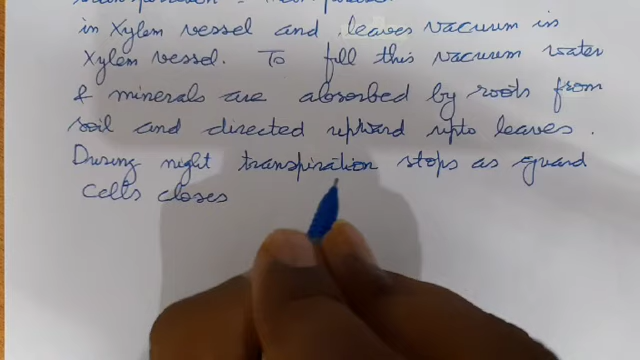 in Xylem vessel and leaves vacuum in
Xylem vessel. To fill this vacuum water
& minerals are absorbed by roots from
soil and directed upward upto leaves.
During night transpiration stops as guard
cells closes